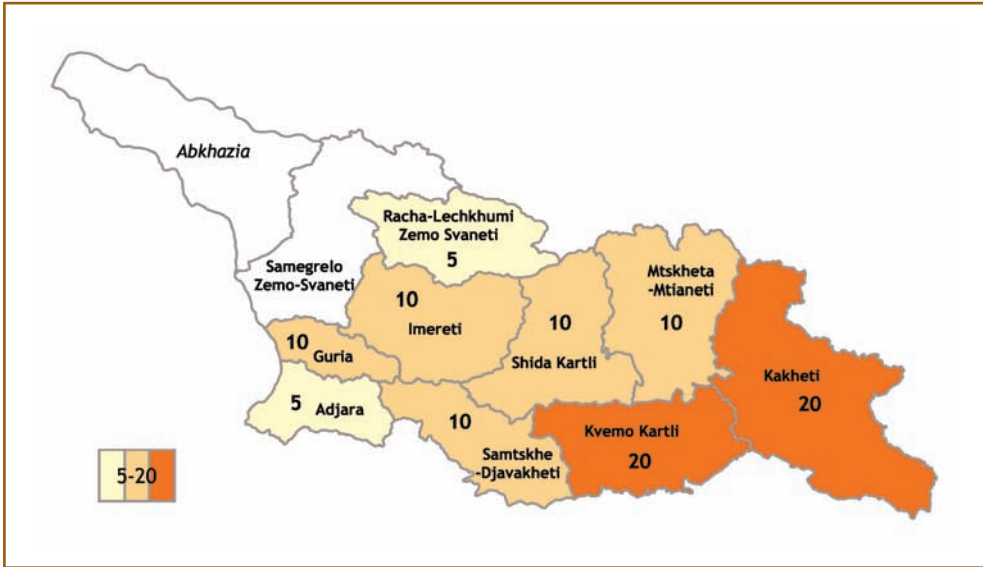 Abkhazia
Racha-Lechkhumi
Zemo Svaneti
5
Samegrelo
Zemo-Svaneti
10
Imereti
10
Shida Kartli
Mtskheta
-Mtianeti
10
10
Guria
5 Adjara
10
Samtskhe
-Djavakheti
Kvemo Kartli
20
Kakheti
20
5-20